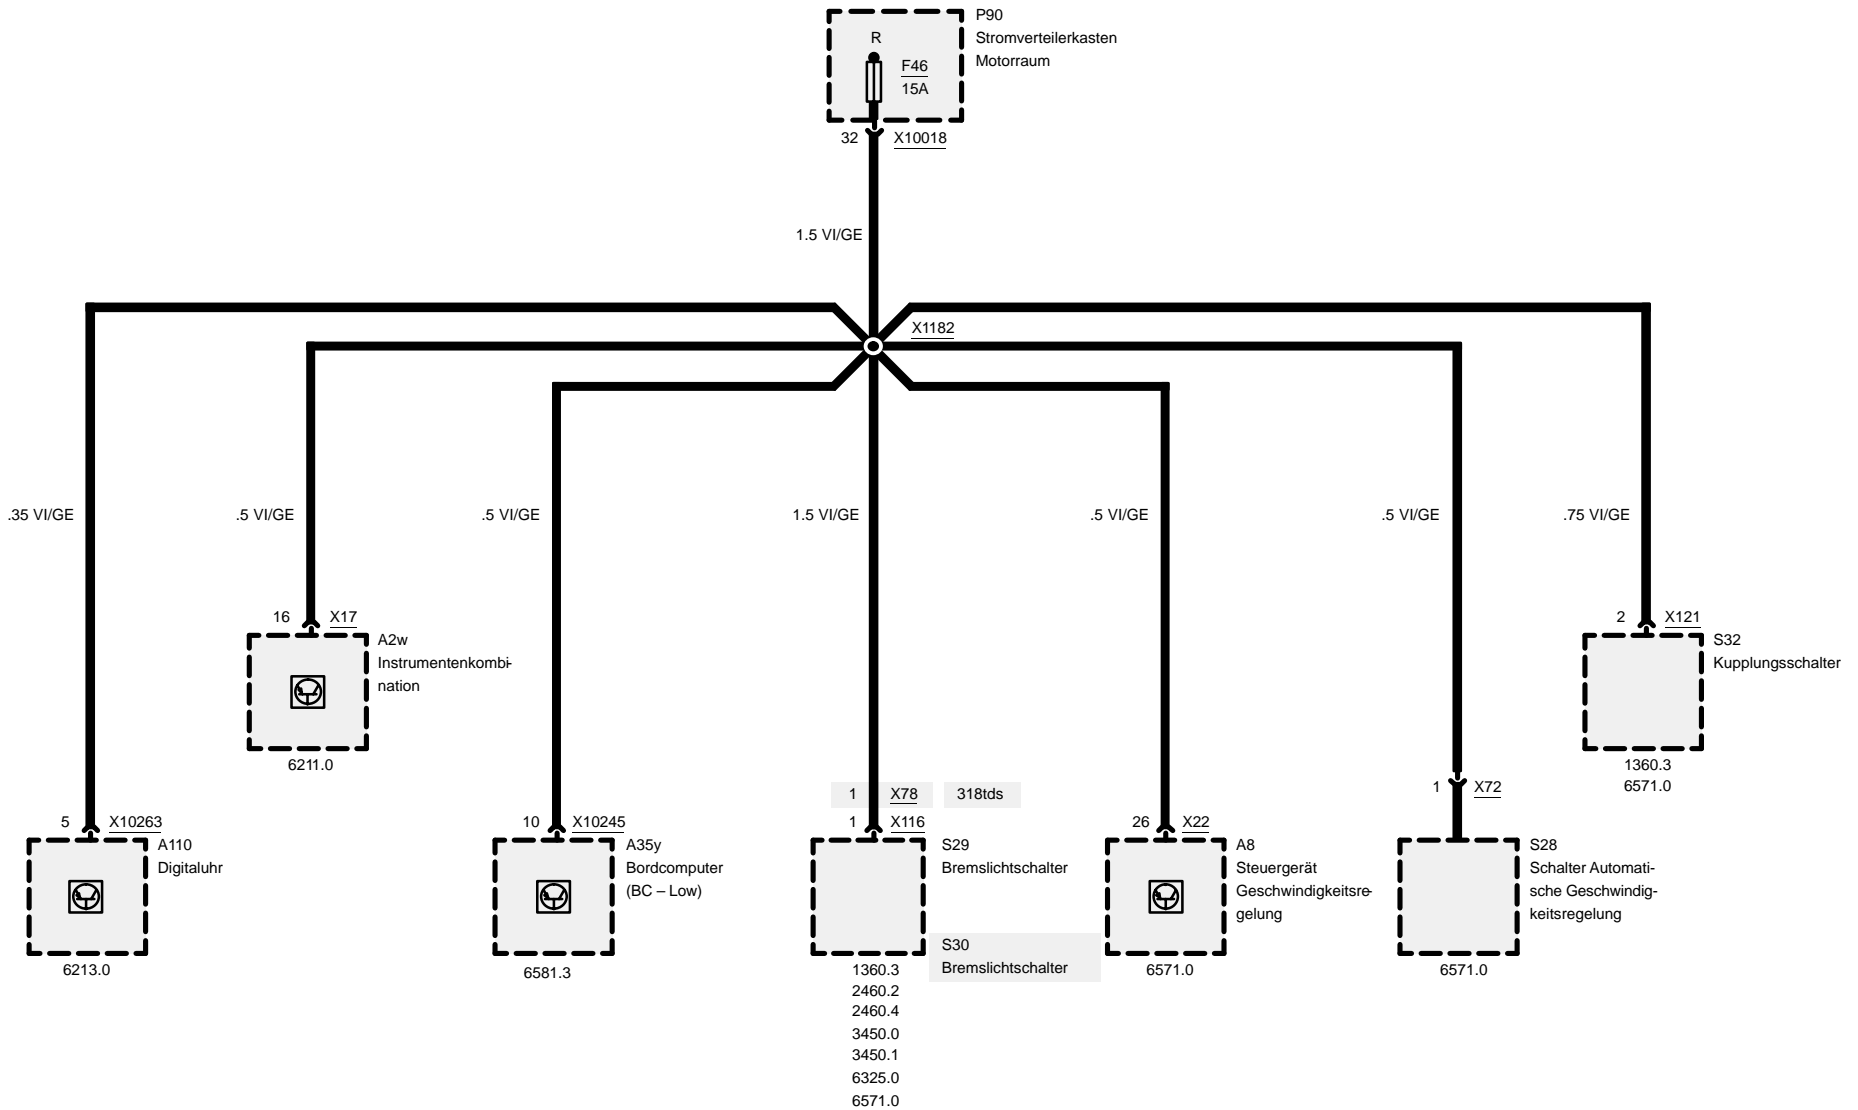 P90
Stromverteilerkasten
Motorraum
R
F46
15A
32 X10018
1.5 VI/GE
X1182
.35 VI/GE
.5 VI/GE
.5 VI/GE
1.5 VI/GE
.5 VI/GE
.5 VI/GE
.75 VI/GE
16 X17
A2w
Instrumentenkombi-
nation
6211.0
2 X121
S32
Kupplungsschalter
1360.3
6571.0
5 X10263
A110
Digitaluhr
6213.0
10 X10245
A35y
Bordcomputer
(BC – Low)
6581.3
1 X78 318tds
1 X116
S29
Bremslichtschalter
S30
Bremslichtschalter
1360.3
2460.2
2460.4
3450.0
3450.1
6325.0
6571.0
26 X22
A8
Steuergerät
Geschwindigkeitsre-
gelung
6571.0
1 X72
S28
Schalter Automati-
sche Geschwindig-
keitsregelung
6571.0